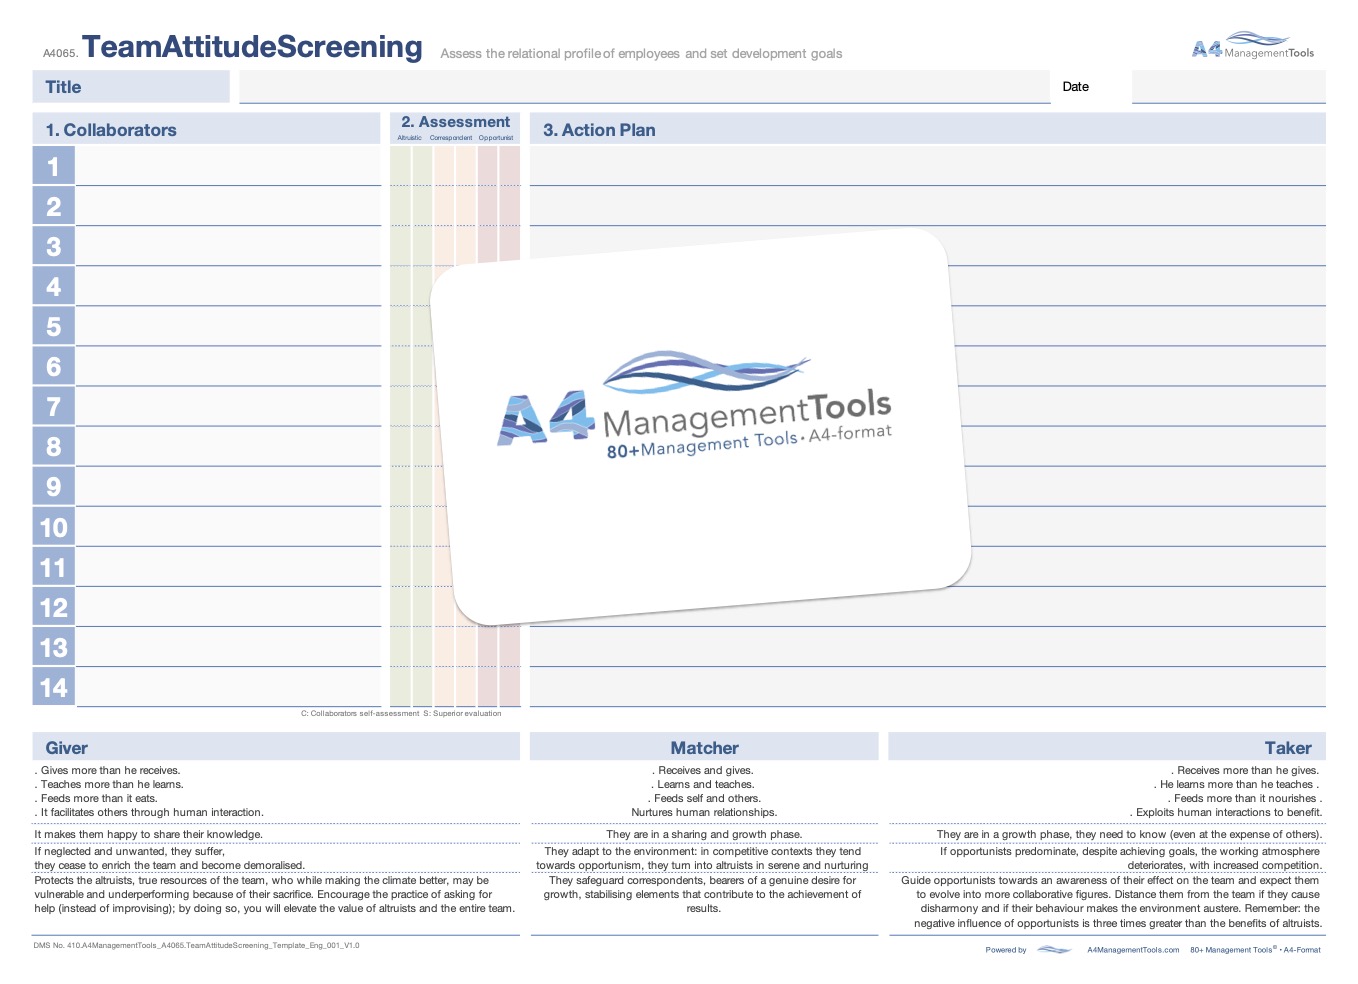 A4065. TeamAttitudeScreening Assess the relational profile of employees and set development goals
A4 ManagementTools
Title
Date
1. Collaborators
2. Assessment
Altruistic Correspondent Opportunist
3. Action Plan
1
2
3
4
5
6
7
8
9
10
11
12
13
14
A4 ManagementTools
80+Management Tools • A4-format
C: Collaborators self-assessment S: Superior evaluation
Giver
. Gives more than he receives.
. Teaches more than he learns.
. Feeds more than it eats.
. It facilitates others through human interaction.
It makes them happy to share their knowledge.
If neglected and unwanted, they suffer,
they cease to enrich the team and become demoralised.
Protects the altruists, true resources of the team, who while making the climate better, may be
vulnerable and underperforming because of their sacrifice. Encourage the practice of asking for
help (instead of improvising); by doing so, you will elevate the value of altruists and the entire team.
Matcher
. Receives and gives.
. Learns and teaches.
. Feeds self and others.
Nurtures human relationships.
They are in a sharing and growth phase.
They adapt to the environment: in competitive contexts they tend
towards opportunism, they turn into altruists in serene and nurturing
They safeguard correspondents, bearers of a genuine desire for
growth, stabilising elements that contribute to the achievement of
results.
Taker
. Receives more than he gives.
. He learns more than he teaches .
. Feeds more than it nourishes .
. Exploits human interactions to benefit.
They are in a growth phase, they need to know (even at the expense of others).
If opportunists predominate, despite achieving goals, the working atmosphere
deteriorates, with increased competition.
Guide opportunists towards an awareness of their effect on the team and expect them
to evolve into more collaborative figures. Distance them from the team if they cause
disharmony and if their behaviour makes the environment austere. Remember: the
negative influence of opportunists is three times greater than the benefits of altruists.
DMS No. 410.A4ManagementTools_A4065.TeamAttitudeScreening_Template_Eng_001_V1.0
Powered by A4ManagementTools.com 80+ Management Tools® • A4-Format